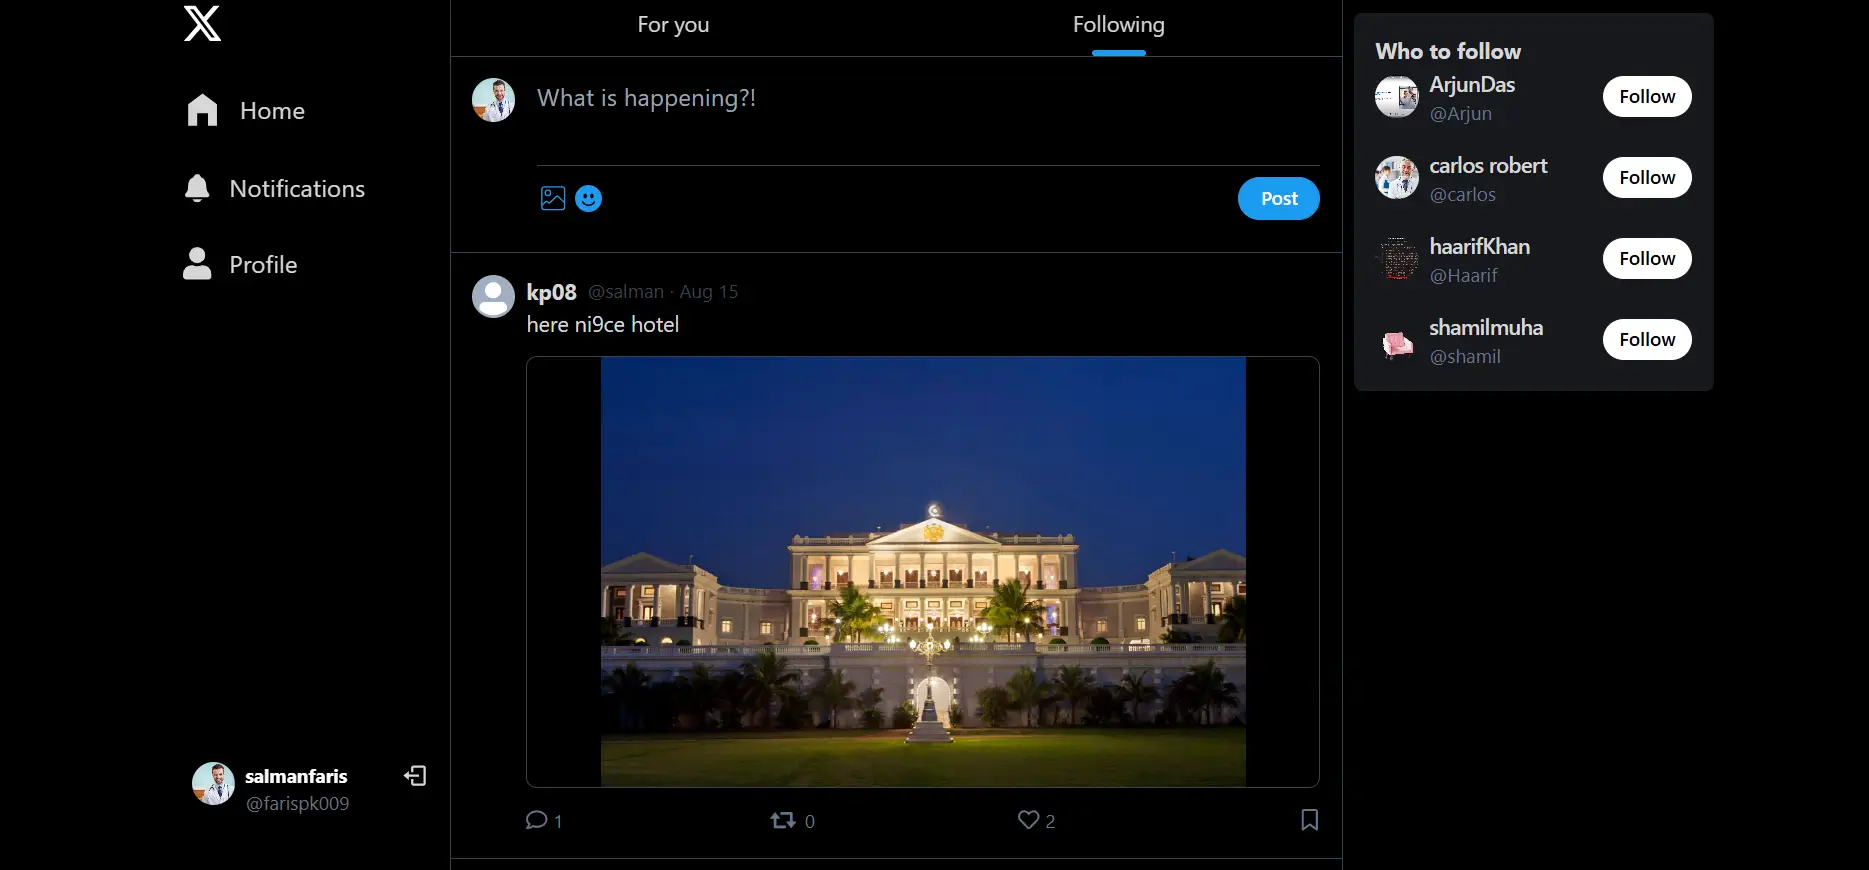 Home
Notifications
Profile
salmanfaris
@farispk009
For you
Following
What is happening?!
Post
kp08 @salman · Aug 15
here ni9ce hotel
1
0
2
Who to follow
ArjunDas
@Arjun
Follow
carlos robert
@carlos
Follow
haarifKhan
@Haarif
Follow
shamilmuha
@shamil
Follow